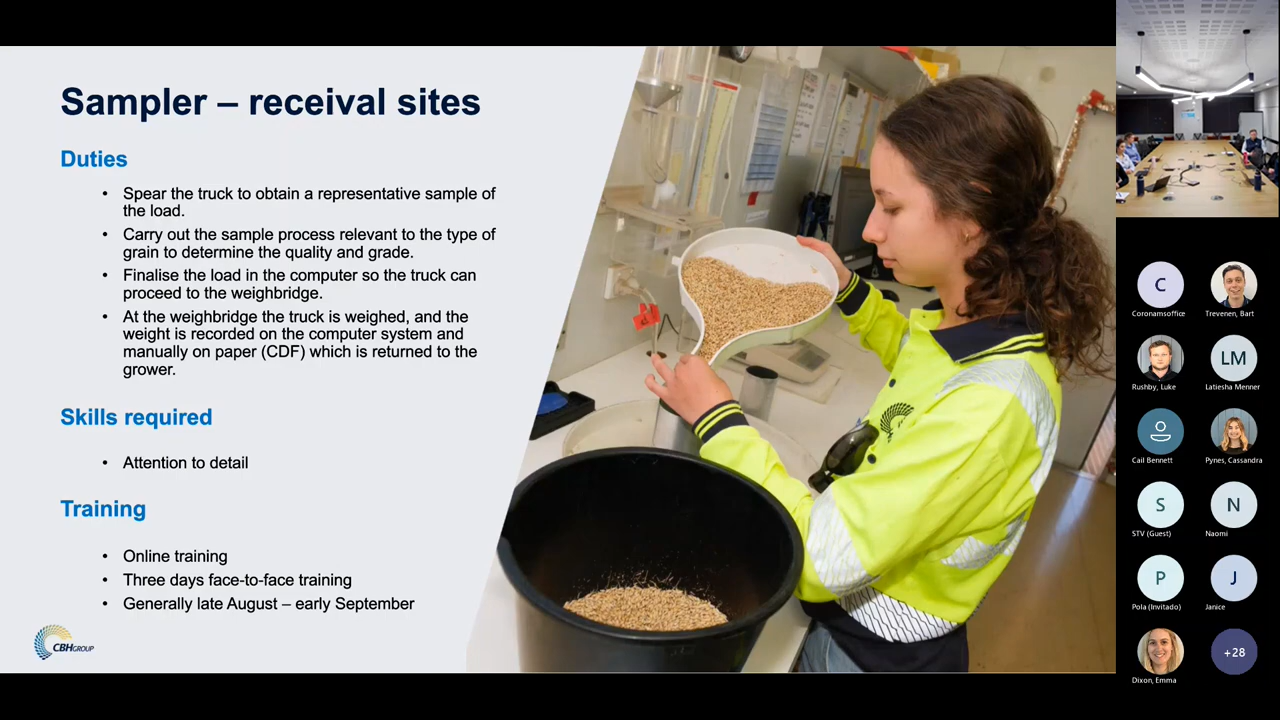 Sampler – receival sites
Duties
• Spear the truck to obtain a representative sample of
the load.
• Carry out the sample process relevant to the type of
grain to determine the quality and grade.
• Finalise the load in the computer so the truck can
proceed to the weighbridge.
• At the weighbridge the truck is weighed, and the
weight is recorded on the computer system and
manually on paper (CDF) which is returned to the
grower.
Skills required
• Attention to detail
Training
• Online training
• Three days face-to-face training
• Generally late August – early September
CBHGROUP
C
Coronamsoffice
Trevenen, Bart
Rushby, Luke
LM
Latiesha Menner
Cail Bennett
Pynes, Cassandra
S
STV (Guest)
N
Naomi
P
Pola (Invitado)
J
Janice
Dixon, Emma
+28